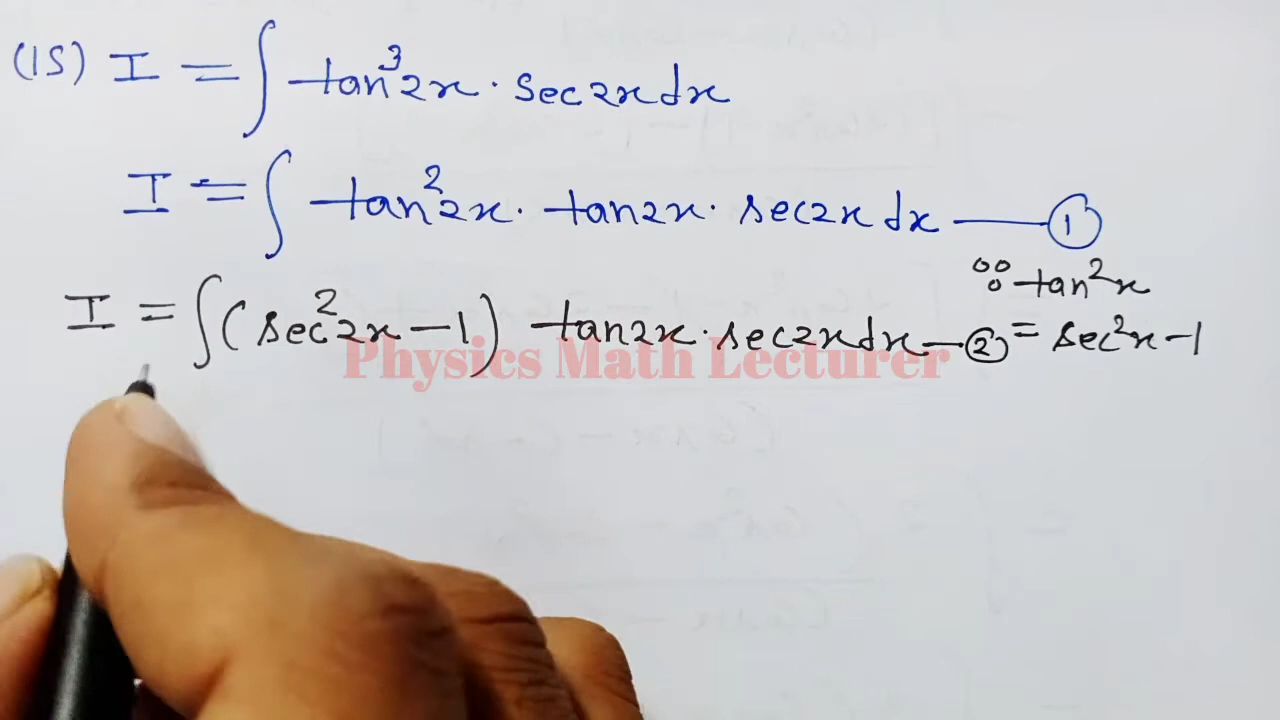 (15) I = ∫ tan³2x · sec2x dx
I = ∫ tan²2x · tan2x · sec2x dx — ①
∵ tan²x
I = ∫ (sec²2x − 1) tan2x · sec2x dx — ② = sec²x − 1
Physics Math Lecturer